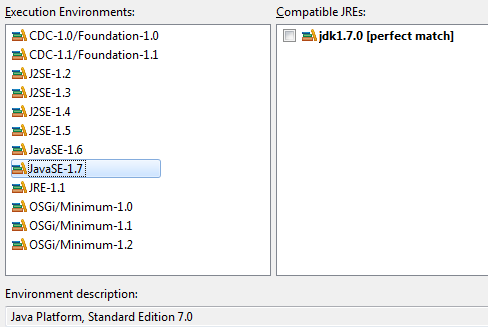 Execution Environments:
CDC-1.0/Foundation-1.0
CDC-1.1/Foundation-1.1
J2SE-1.2
J2SE-1.3
J2SE-1.4
J2SE-1.5
JavaSE-1.6
JavaSE-1.7
JRE-1.1
OSGi/Minimum-1.0
OSGi/Minimum-1.1
OSGi/Minimum-1.2
Compatible JREs:
jdk1.7.0 [perfect match]
Environment description:
Java Platform, Standard Edition 7.0